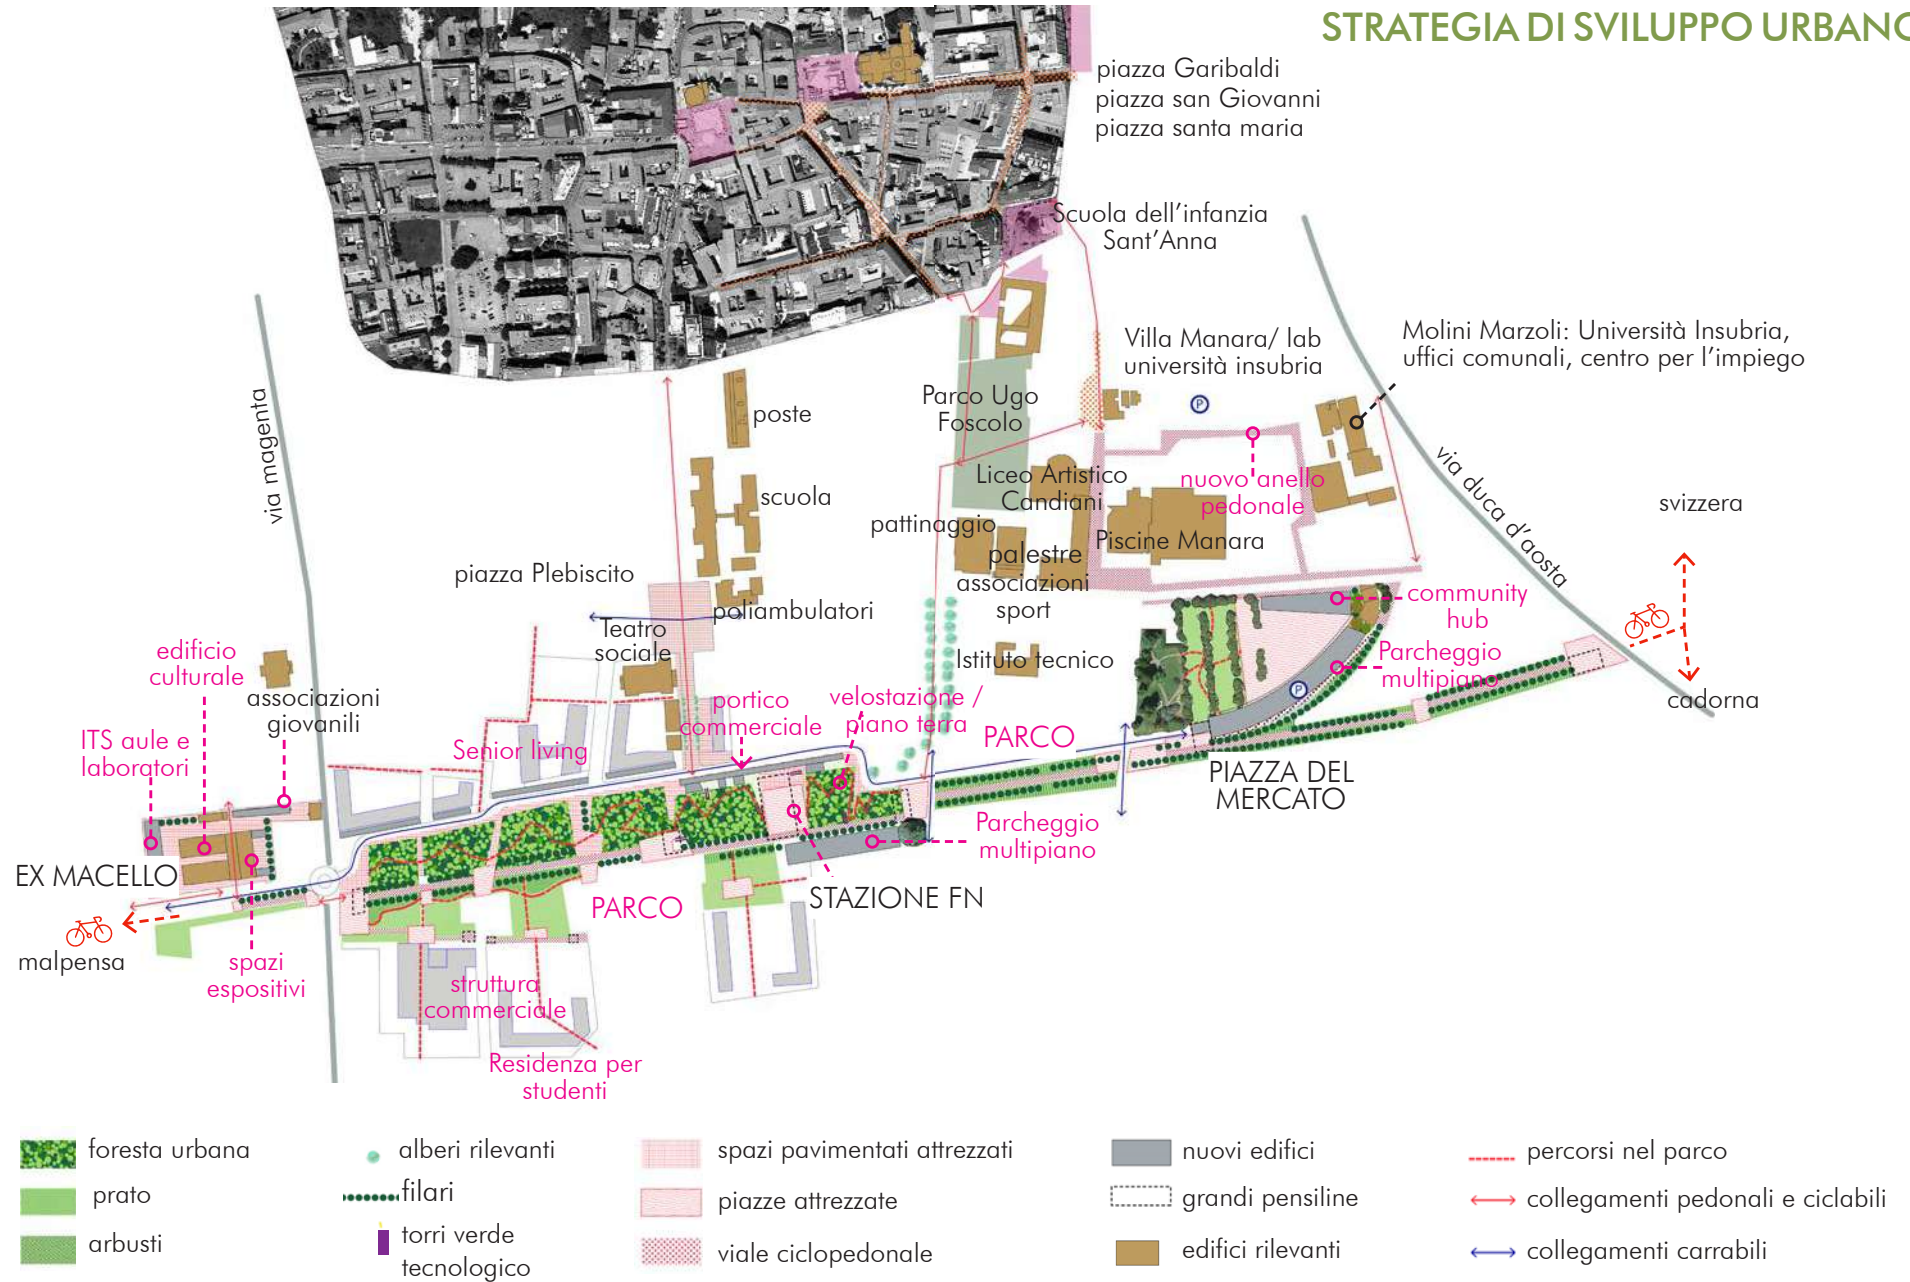 STRATEGIA DI SVILUPPO URBANO
piazza Garibaldi
piazza san Giovanni
piazza santa maria
Scuola dell'infanzia
Sant'Anna
Villa Manara/ lab
università insubria
Molini Marzoli: Università Insubria,
uffici comunali, centro per l'impiego
P
via magenta
poste
Parco Ugo
Foscolo
via duca d'aosta
scuola
Liceo Artistico
Candiani
nuovo anello
pedonale
svizzera
pattinaggio
Piscine Manara
palestre
associazioni
sport
piazza Plebiscito
poliambulatori
community
hub
Teatro
sociale
edificio
culturale
Istituto tecnico
Parcheggio
multipiano
P
associazioni
giovanili
portico
commerciale
velostazione /
piano terra
cadorna
ITS aule e
laboratori
Senior living
PARCO
PIAZZA DEL
MERCATO
Parcheggio
multipiano
EX MACELLO
PARCO
STAZIONE FN
malpensa
spazi
espositivi
struttura
commerciale
Residenza per
studenti
foresta urbana
prato
arbusti
alberi rilevanti
filari
torri verde
tecnologico
spazi pavimentati attrezzati
piazze attrezzate
viale ciclopedonale
nuovi edifici
grandi pensiline
edifici rilevanti
percorsi nel parco
collegamenti pedonali e ciclabili
collegamenti carrabili